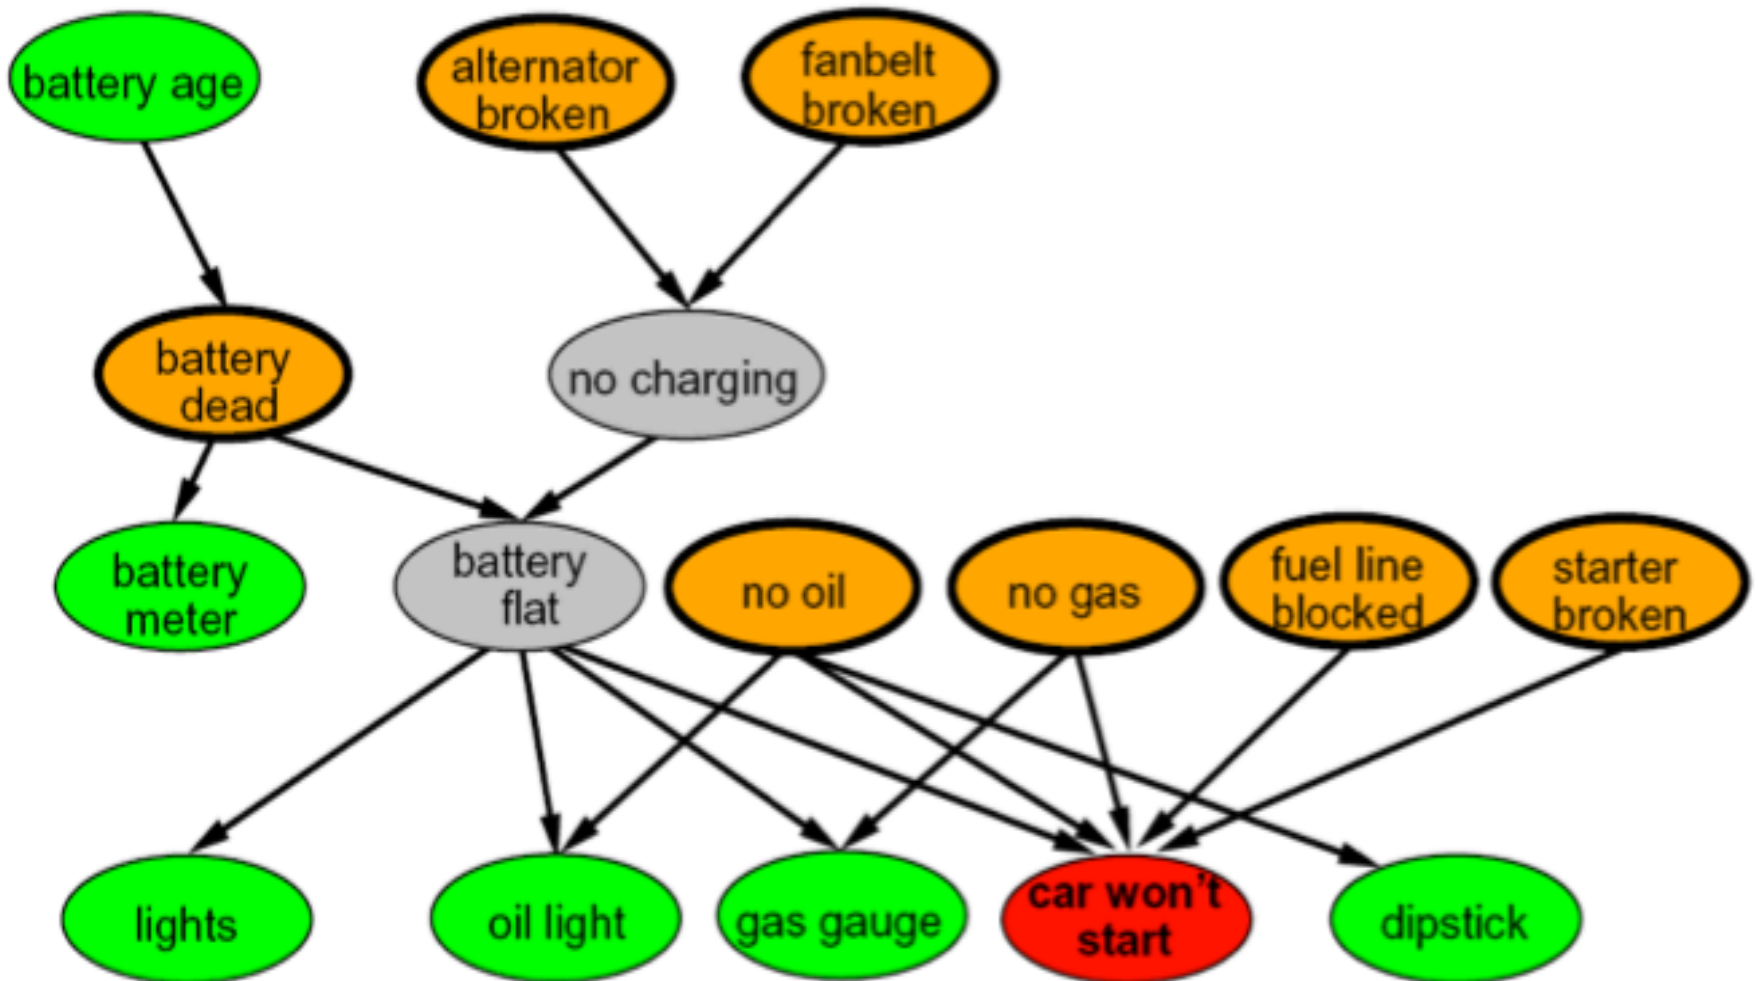 battery age
alternator
broken
fanbelt
broken
battery
dead
no charging
battery
meter
battery
flat
no oil
no gas
fuel line
blocked
starter
broken
lights
oil light
gas gauge
car won't
start
dipstick